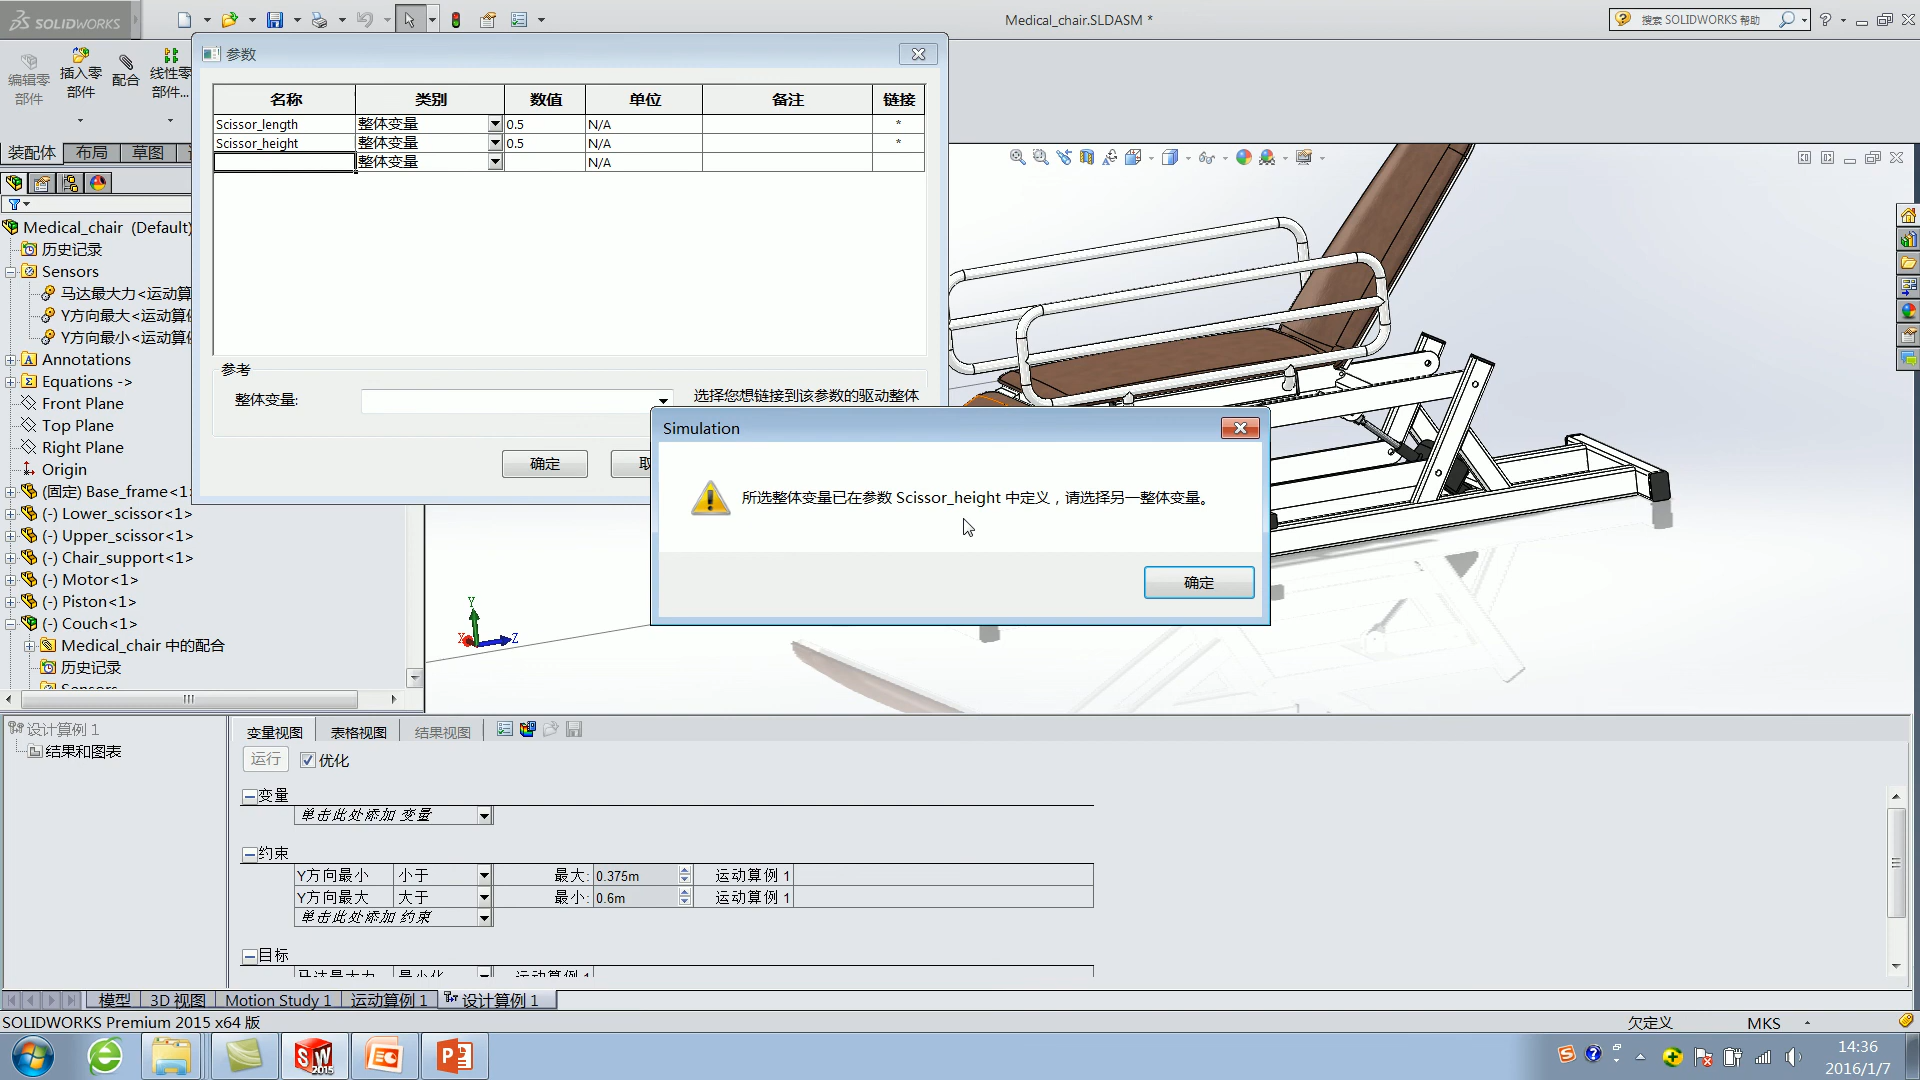 SOLIDWORKS
Medical_chair.SLDASM *
搜索 SOLIDWORKS 帮助
编辑零
部件
插入零
部件
配合
线性零
部件...
装配体
布局
草图
参数
名称
类别
数值
单位
备注
链接
Scissor_length
整体变量
0.5
N/A
*
Scissor_height
整体变量
0.5
N/A
*
整体变量
N/A
参考
整体变量:
选择您想链接到该参数的驱动整体
确定
Simulation
所选整体变量已在参数 Scissor_height 中定义，请选择另一整体变量。
确定
Medical_chair (Default)
历史记录
Sensors
马达最大力<运动算
Y方向最大<运动算
Y方向最小<运动算
Annotations
Equations ->
Front Plane
Top Plane
Right Plane
Origin
(固定) Base_frame<1>
(-) Lower_scissor<1>
(-) Upper_scissor<1>
(-) Chair_support<1>
(-) Motor<1>
(-) Piston<1>
(-) Couch<1>
Medical_chair 中的配合
历史记录
Sensors
Y
X
Z
设计算例 1
结果和图表
变量视图
表格视图
结果视图
运行
优化
变量
单击此处添加 变量
约束
Y方向最小
小于
最大:
0.375m
运动算例 1
Y方向最大
大于
最小:
0.6m
运动算例 1
单击此处添加 约束
目标
马达最大力
最小化
运动算例 1
模型
3D 视图
Motion Study 1
运动算例 1
设计算例 1
SOLIDWORKS Premium 2015 x64 版
欠定义
MKS
14:36
2016/1/7